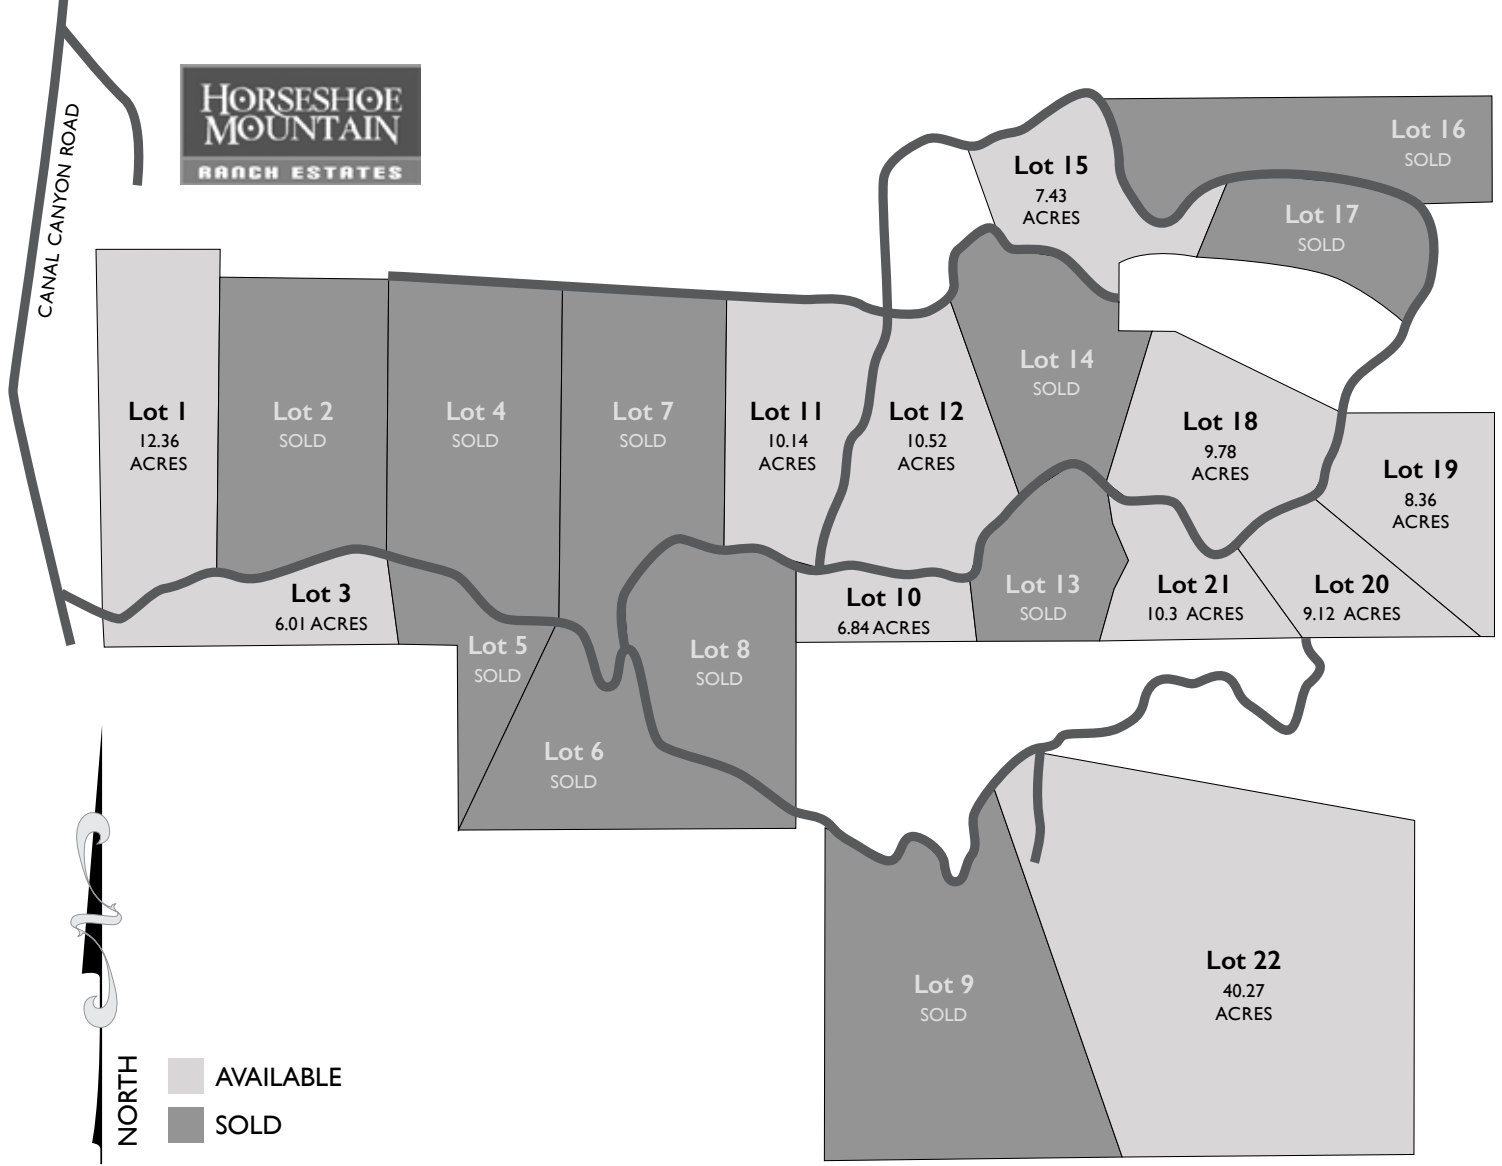 CANAL CANYON ROAD
HORSESHOE
MOUNTAIN
RANCH ESTATES
Lot 16
SOLD
Lot 15
7.43
ACRES
Lot 17
SOLD
Lot 1
12.36
ACRES
Lot 2
SOLD
Lot 4
SOLD
Lot 7
SOLD
Lot 11
10.14
ACRES
Lot 12
10.52
ACRES
Lot 14
SOLD
Lot 18
9.78
ACRES
Lot 19
8.36
ACRES
Lot 3
6.01 ACRES
Lot 10
6.84 ACRES
Lot 13
SOLD
Lot 21
10.3 ACRES
Lot 20
9.12 ACRES
Lot 5
SOLD
Lot 8
SOLD
Lot 6
SOLD
Lot 9
SOLD
Lot 22
40.27
ACRES
NORTH
AVAILABLE
SOLD